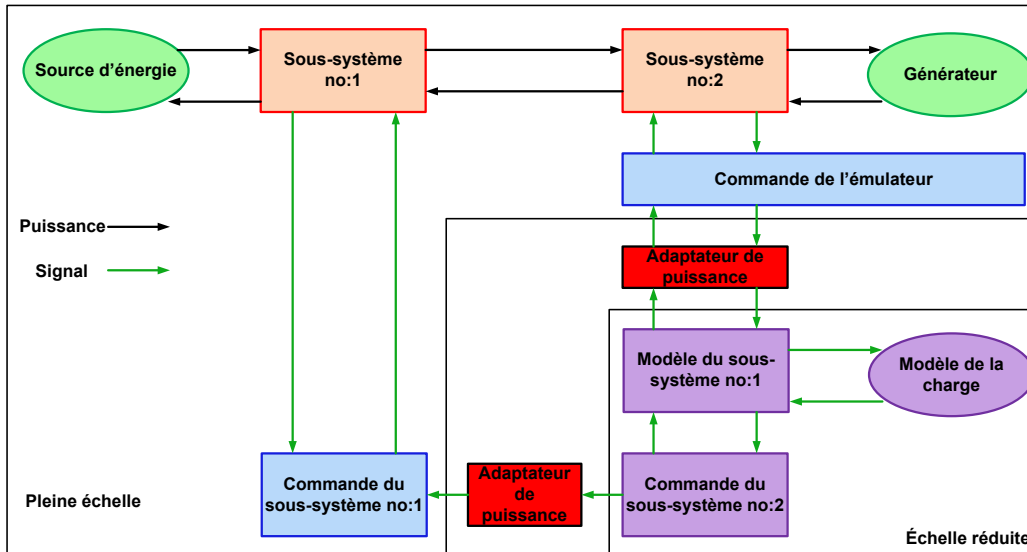 Source d'énergie
Sous-système
no:1
Sous-système
no:2
Générateur
Commande de l'émulateur
Puissance
Signal
Adaptateur de
puissance
Modèle du sous-
système no:1
Modèle de la
charge
Pleine échelle
Commande du
sous-système no:1
Adaptateur
de
puissance
Commande du
sous-système no:2
Échelle réduite